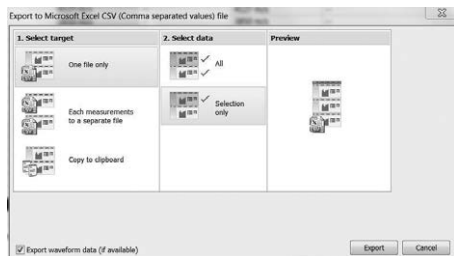 Export to Microsoft Excel CSV (Comma separated values) file
1. Select target
2. Select data
Preview
One file only
All
Each measurements
to a separate file
Selection
only
Copy to clipboard
Export waveform data (if available)
Export
Cancel